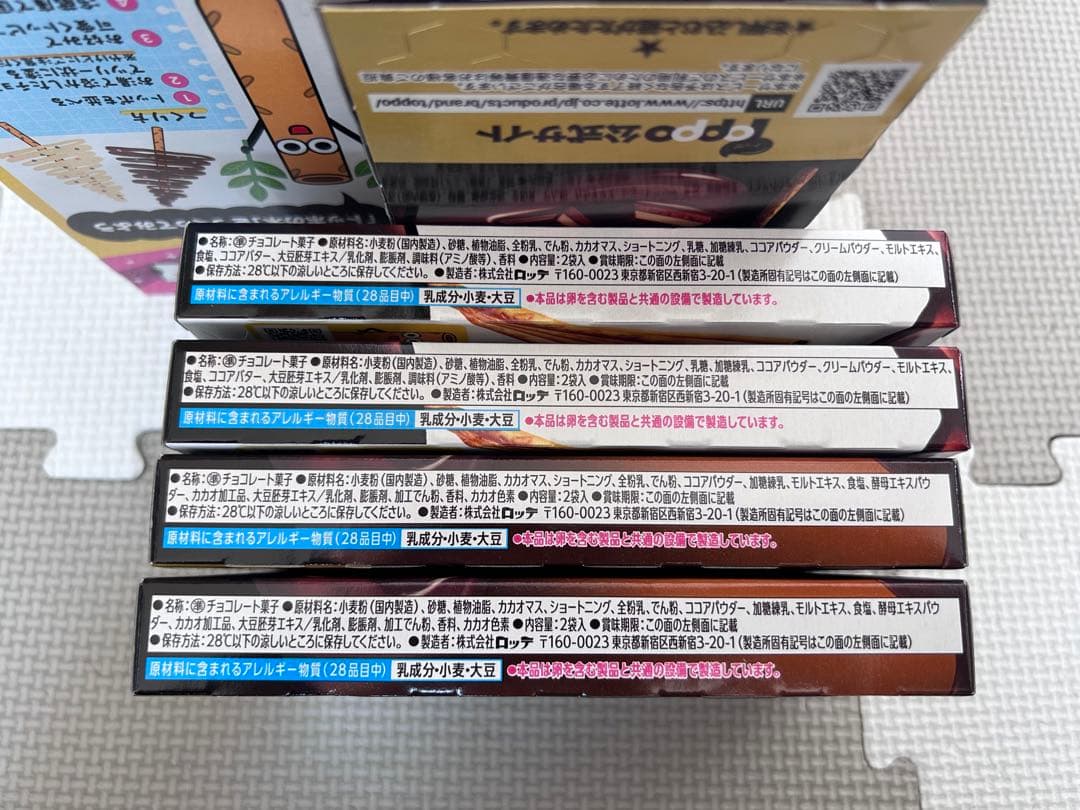 つくりかた
1 トッポを並べる
2 お湯で溶かしたチョコを
3 お好みで
可愛くトッピ
4
Toppo公式サイト
URL https://www.lotte.co.jp/products/brand/toppo/
●名称:準チョコレート菓子 ●原材料名:小麦粉(国内製造)、砂糖、植物油脂、全粉乳、でん粉、カカオマス、ショートニング、乳糖、加糖練乳、ココアパウダー、クリームパウダー、モルトエキス、
食塩、ココアバター、大豆胚芽エキス/乳化剤、膨脹剤、調味料(アミノ酸等)、香料 ●内容量:2袋入 ●賞味期限:この面の左側面に記載
●保存方法:28℃以下の涼しいところに保存してください。 ●製造者:株式会社ロッテ 〒160-0023 東京都新宿区西新宿3-20-1(製造所固有記号はこの面の左側面に記載)
原材料に含まれるアレルギー物質(28品目中) 乳成分・小麦・大豆 ●本品は卵を含む製品と共通の設備で製造しています。
●名称:準チョコレート菓子 ●原材料名:小麦粉(国内製造)、砂糖、植物油脂、全粉乳、でん粉、カカオマス、ショートニング、乳糖、加糖練乳、ココアパウダー、クリームパウダー、モルトエキス、
食塩、ココアバター、大豆胚芽エキス/乳化剤、膨脹剤、調味料(アミノ酸等)、香料 ●内容量:2袋入 ●賞味期限:この面の左側面に記載
●保存方法:28℃以下の涼しいところに保存してください。 ●製造者:株式会社ロッテ 〒160-0023 東京都新宿区西新宿3-20-1(製造所固有記号はこの面の左側面に記載)
原材料に含まれるアレルギー物質(28品目中) 乳成分・小麦・大豆 ●本品は卵を含む製品と共通の設備で製造しています。
●名称:準チョコレート菓子 ●原材料名:小麦粉(国内製造)、砂糖、植物油脂、カカオマス、ショートニング、全粉乳、でん粉、ココアパウダー、加糖練乳、モルトエキス、食塩、酵母エキスパウ
ダー、カカオ加工品、大豆胚芽エキス/乳化剤、膨脹剤、加工でん粉、香料、カカオ色素 ●内容量:2袋入 ●賞味期限:この面の左側面に記載
●保存方法:28℃以下の涼しいところに保存してください。 ●製造者:株式会社ロッテ 〒160-0023 東京都新宿区西新宿3-20-1(製造所固有記号はこの面の左側面に記載)
原材料に含まれるアレルギー物質(28品目中) 乳成分・小麦・大豆 ●本品は卵を含む製品と共通の設備で製造しています。
●名称:準チョコレート菓子 ●原材料名:小麦粉(国内製造)、砂糖、植物油脂、カカオマス、ショートニング、全粉乳、でん粉、ココアパウダー、加糖練乳、モルトエキス、食塩、酵母エキスパウ
ダー、カカオ加工品、大豆胚芽エキス/乳化剤、膨脹剤、加工でん粉、香料、カカオ色素 ●内容量:2袋入 ●賞味期限:この面の左側面に記載
●保存方法:28℃以下の涼しいところに保存してください。 ●製造者:株式会社ロッテ 〒160-0023 東京都新宿区西新宿3-20-1(製造所固有記号はこの面の左側面に記載)
原材料に含まれるアレルギー物質(28品目中) 乳成分・小麦・大豆 ●本品は卵を含む製品と共通の設備で製造しています。